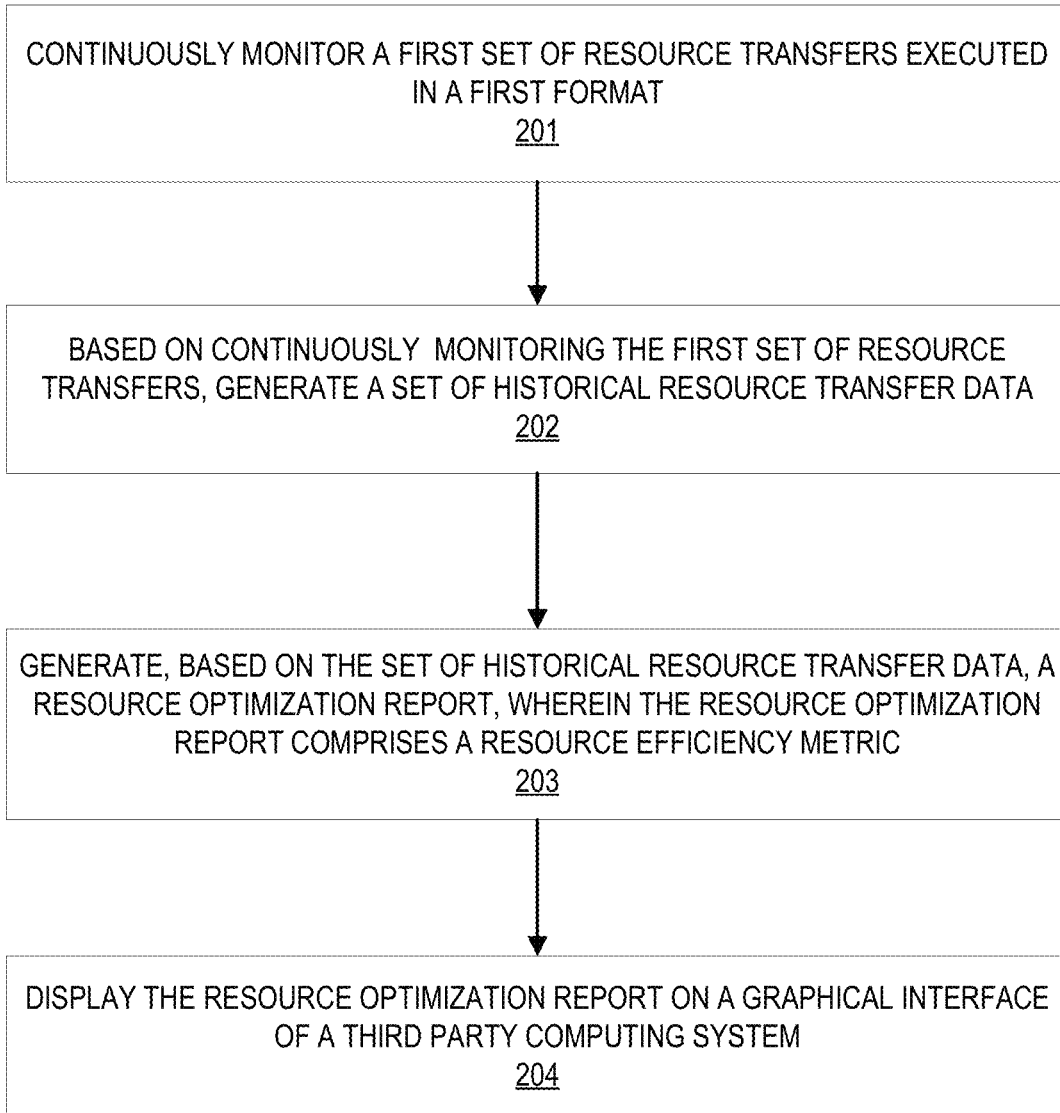 CONTINUOUSLY MONITOR A FIRST SET OF RESOURCE TRANSFERS EXECUTED
IN A FIRST FORMAT
201
BASED ON CONTINUOUSLY MONITORING THE FIRST SET OF RESOURCE
TRANSFERS, GENERATE A SET OF HISTORICAL RESOURCE TRANSFER DATA
202
GENERATE, BASED ON THE SET OF HISTORICAL RESOURCE TRANSFER DATA, A
RESOURCE OPTIMIZATION REPORT, WHEREIN THE RESOURCE OPTIMIZATION
REPORT COMPRISES A RESOURCE EFFICIENCY METRIC
203
DISPLAY THE RESOURCE OPTIMIZATION REPORT ON A GRAPHICAL INTERFACE
OF A THIRD PARTY COMPUTING SYSTEM
204